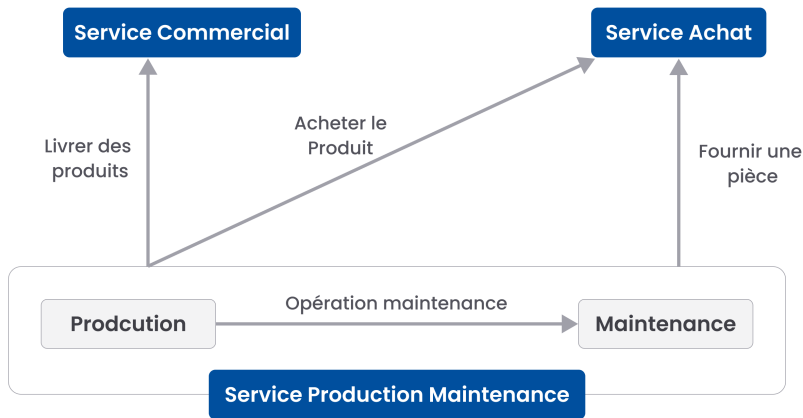 Service Commercial
Service Achat
Livrer des
produits
Acheter le
Produit
Fournir une
pièce
Prodcution
Opération maintenance
Maintenance
Service Production Maintenance